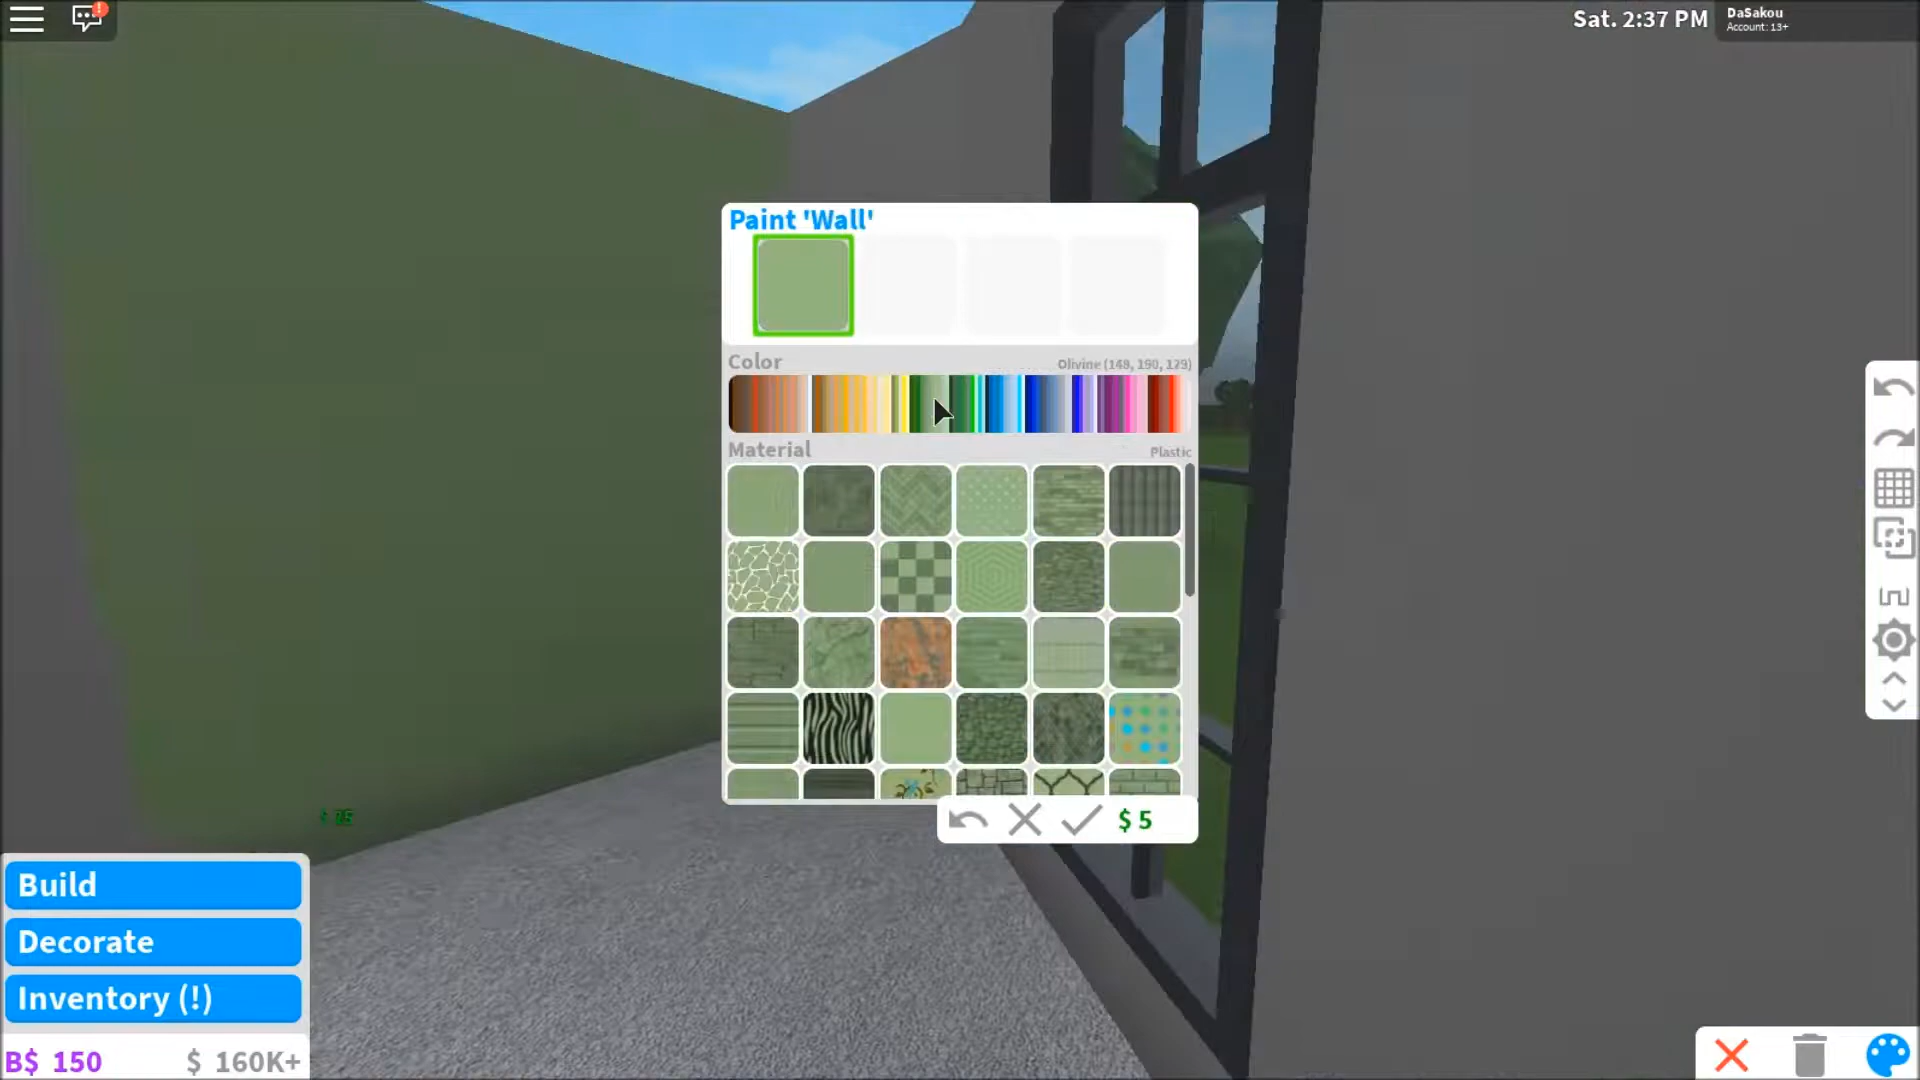 Sat. 2:37 PM
DaSakou
Account: 13+
Paint 'Wall'
Color
Olivine (148, 190, 129)
Material
Plastic
$ 5
Build
Decorate
Inventory (!)
B$ 150
$ 160K+